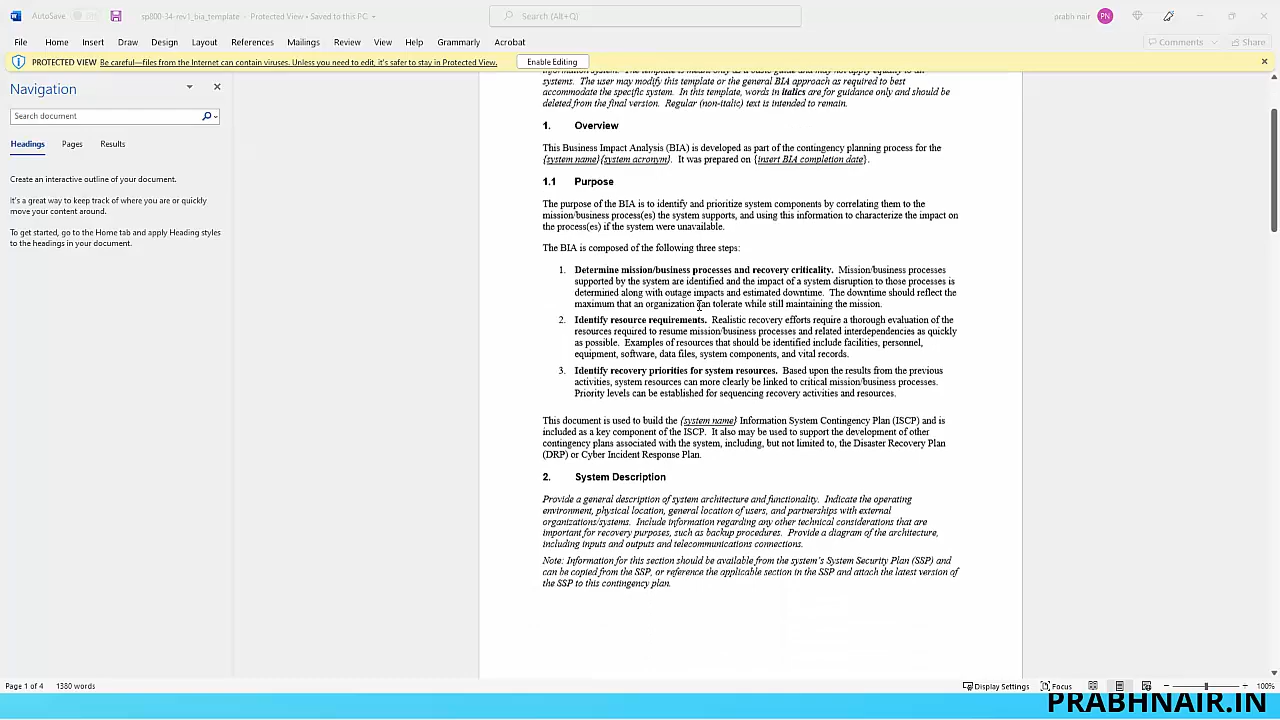 AutoSave
sp800-34-rev1_bia_template - Protected View • Saved to this PC
Search (Alt+Q)
prabh nair
PN
File Home Insert Draw Design Layout References Mailings Review View Help Grammarly Acrobat
Comments
Share
PROTECTED VIEW Be careful—files from the Internet can contain viruses. Unless you need to edit, it's safer to stay in Protected View.
Enable Editing
Navigation
Search document
Headings Pages Results
Create an interactive outline of your document.
It's a great way to keep track of where you are or quickly
move your content around.
To get started, go to the Home tab and apply Heading styles
to the headings in your document.
information system. The template is meant only as a basic guide and may not apply equally to all
systems. The user may modify this template or the general BIA approach as required to best
accommodate the specific system. In this template, words in italics are for guidance only and should be
deleted from the final version. Regular (non-italic) text is intended to remain.
1. Overview
This Business Impact Analysis (BIA) is developed as part of the contingency planning process for the
{system name}{system acronym}. It was prepared on {insert BIA completion date}.
1.1 Purpose
The purpose of the BIA is to identify and prioritize system components by correlating them to the
mission/business process(es) the system supports, and using this information to characterize the impact on
the process(es) if the system were unavailable.
The BIA is composed of the following three steps:
1. Determine mission/business processes and recovery criticality. Mission/business processes
supported by the system are identified and the impact of a system disruption to those processes is
determined along with outage impacts and estimated downtime. The downtime should reflect the
maximum that an organization can tolerate while still maintaining the mission.
2. Identify resource requirements. Realistic recovery efforts require a thorough evaluation of the
resources required to resume mission/business processes and related interdependencies as quickly
as possible. Examples of resources that should be identified include facilities, personnel,
equipment, software, data files, system components, and vital records.
3. Identify recovery priorities for system resources. Based upon the results from the previous
activities, system resources can more clearly be linked to critical mission/business processes.
Priority levels can be established for sequencing recovery activities and resources.
This document is used to build the {system name} Information System Contingency Plan (ISCP) and is
included as a key component of the ISCP. It also may be used to support the development of other
contingency plans associated with the system, including, but not limited to, the Disaster Recovery Plan
(DRP) or Cyber Incident Response Plan.
2. System Description
Provide a general description of system architecture and functionality. Indicate the operating
environment, physical location, general location of users, and partnerships with external
organizations/systems. Include information regarding any other technical considerations that are
important for recovery purposes, such as backup procedures. Provide a diagram of the architecture,
including inputs and outputs and telecommunications connections.
Note: Information for this section should be available from the system's System Security Plan (SSP) and
can be copied from the SSP, or reference the applicable section in the SSP and attach the latest version of
the SSP to this contingency plan.
Page 1 of 4 1380 words
Display Settings
Focus
100%
PRABHNAIR.IN